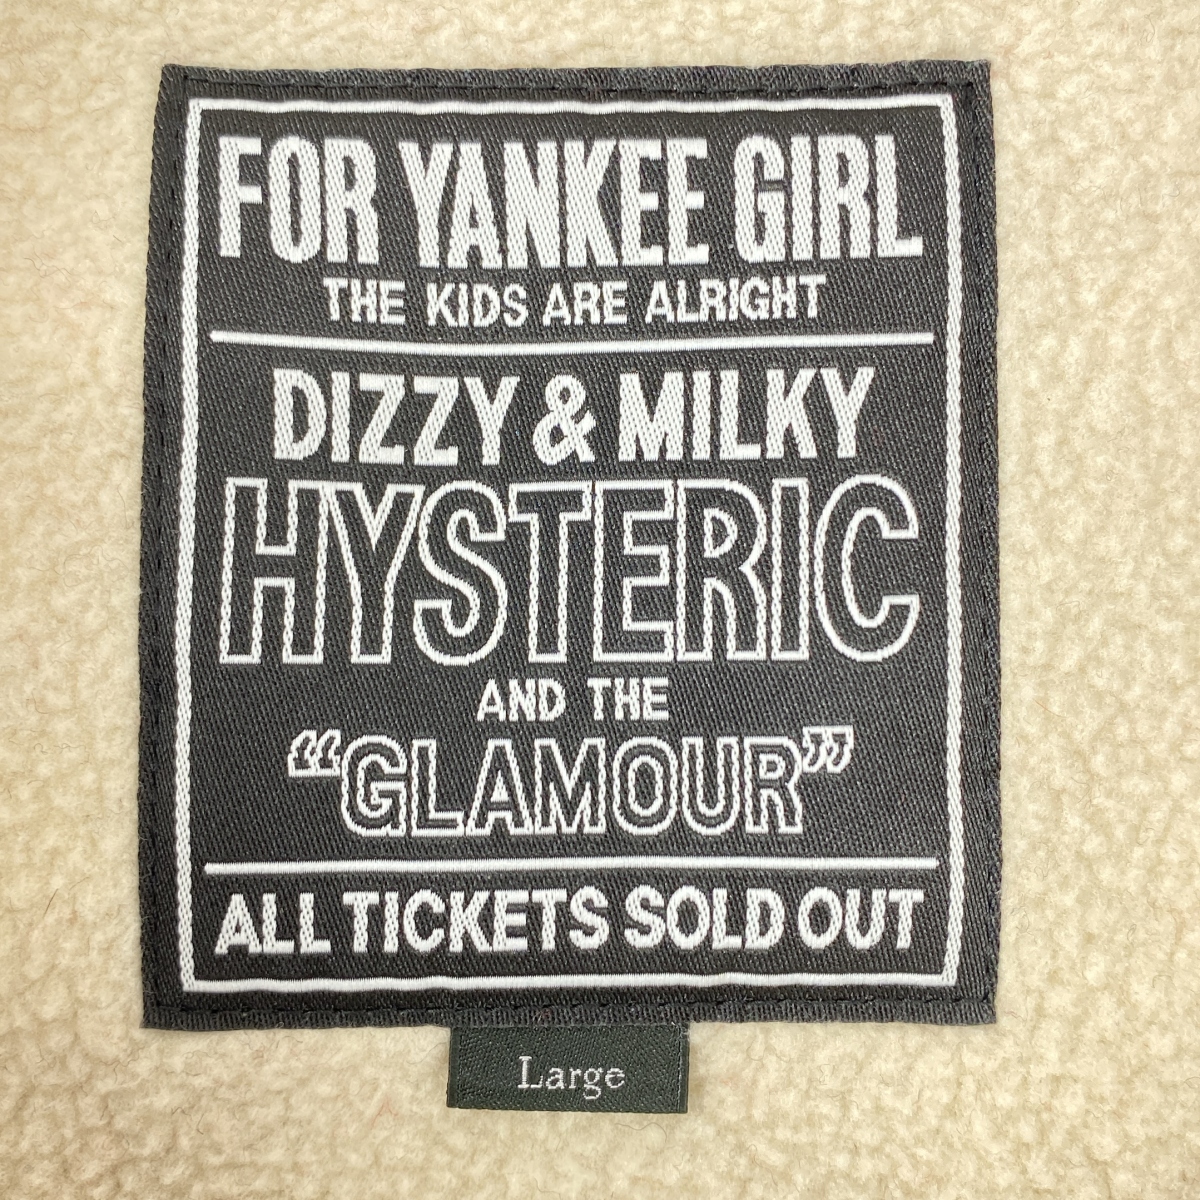 FOR YANKEE GIRL
THE KIDS ARE ALRIGHT
DIZZY & MILKY
HYSTERIC
AND THE
“GLAMOUR”
ALL TICKETS SOLD OUT
Large